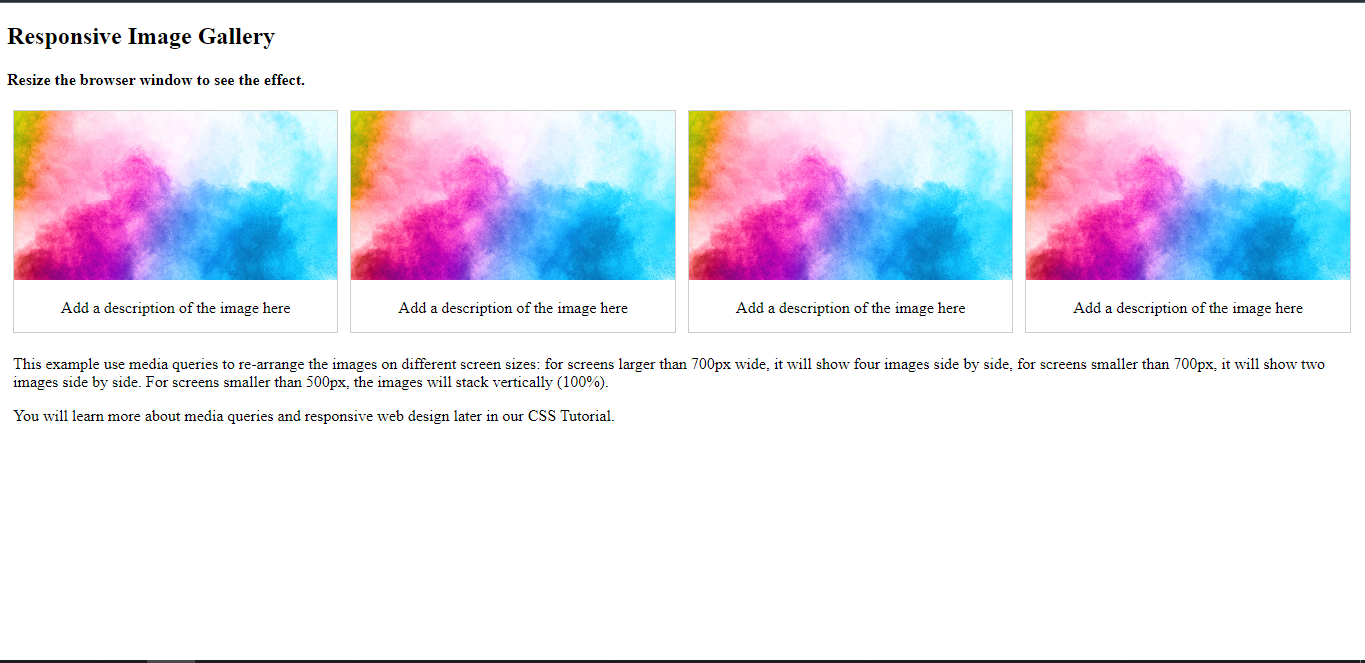 Responsive Image Gallery
Resize the browser window to see the effect.
Add a description of the image here
Add a description of the image here
Add a description of the image here
Add a description of the image here
This example use media queries to re-arrange the images on different screen sizes: for screens larger than 700px wide, it will show four images side by side, for screens smaller than 700px, it will show two
images side by side. For screens smaller than 500px, the images will stack vertically (100%).
You will learn more about media queries and responsive web design later in our CSS Tutorial.